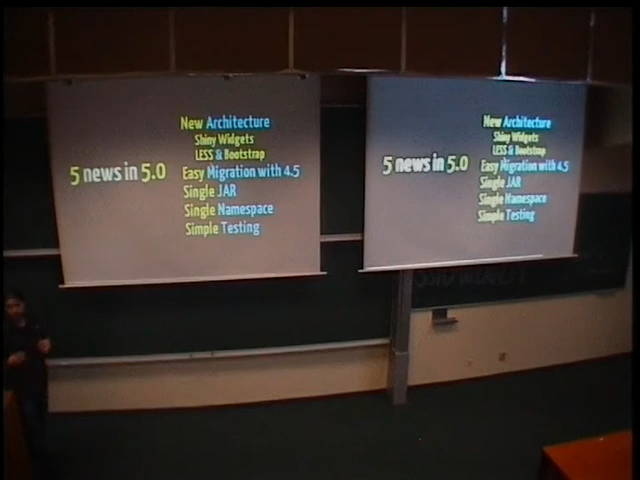 5 news in 5.0
New Architecture
Shiny Widgets
LESS & Bootstrap
Easy Migration with 4.5
Single JAR
Single Namespace
Simple Testing
5 news in 5.0
New Architecture
Shiny Widgets
LESS & Bootstrap
Easy Migration with 4.5
Single JAR
Single Namespace
Simple Testing